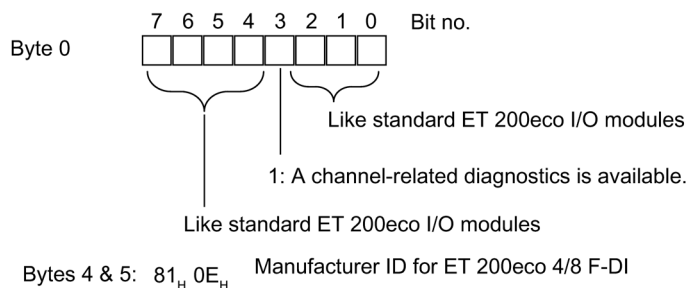 7 6 5 4 3 2 1 0 Bit no.
Byte 0
Like standard ET 200eco I/O modules
1: A channel-related diagnostics is available.
Like standard ET 200eco I/O modules
Bytes 4 & 5: 81H 0EH Manufacturer ID for ET 200eco 4/8 F-DI